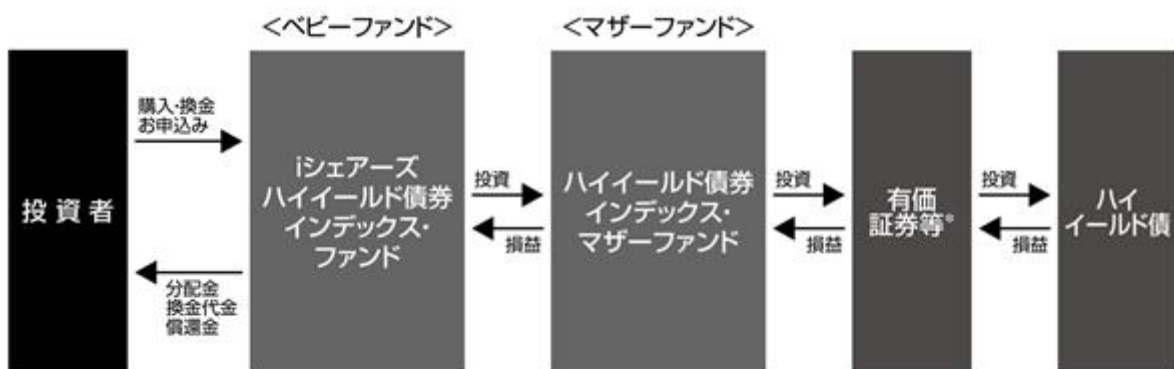 <ベビーファンド>
<マザーファンド>
投資者
購入・換金
お申込み
分配金
換金代金
償還金
iシェアーズ
ハイイールド債券
インデックス・
ファンド
投資
損益
ハイイールド債券
インデックス・
マザーファンド
投資
損益
有価
証券等*
投資
損益
ハイ
イールド債